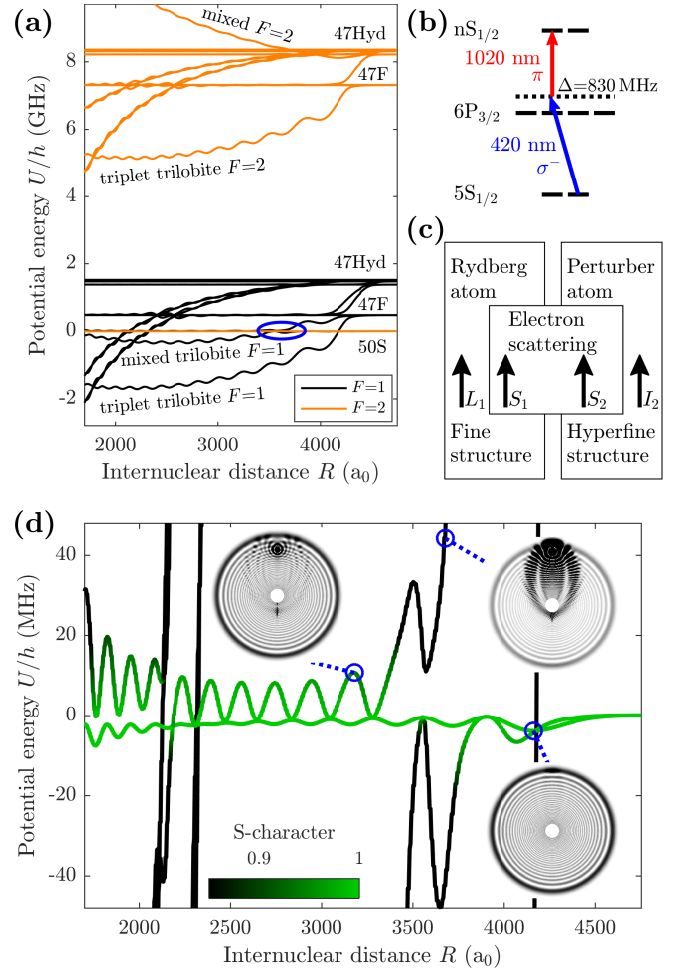 (a)
mixed F=2
47Hyd
47F
triplet trilobite F=2
47Hyd
47F
50S
mixed trilobite F=1
triplet trilobite F=1
F=1
F=2
8
6
4
2
0
-2
Potential energy U/h (GHz)
2000 3000 4000
Internuclear distance R (a₀)
(b)
nS₁/₂
1020 nm
π
Δ=830 MHz
6P₃/₂
420 nm
σ⁻
5S₁/₂
(c)
Rydberg
atom
Perturber
atom
Electron
scattering
L₁ S₁ S₂ I₂
Fine
structure
Hyperfine
structure
(d)
40
20
0
-20
-40
Potential energy U/h (MHz)
S-character
0.9 1
2000 2500 3000 3500 4000 4500
Internuclear distance R (a₀)